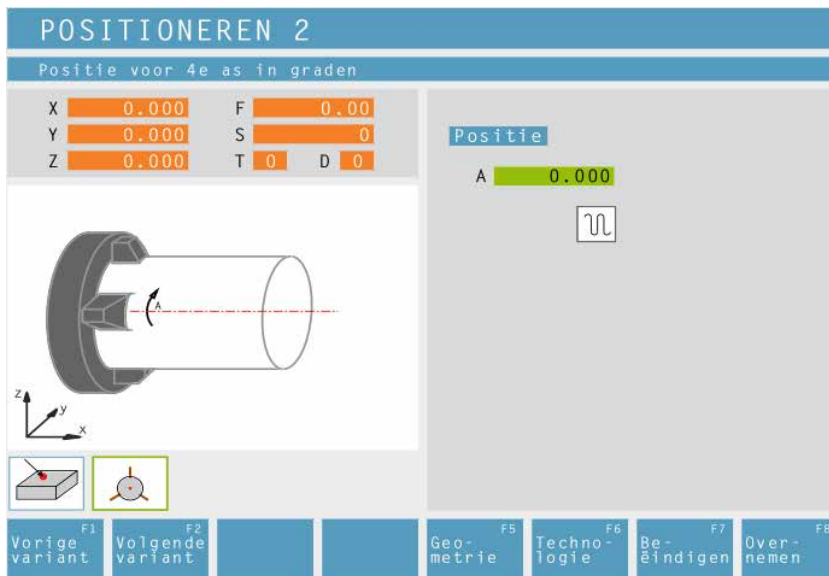 POSITIONEREN 2
Positie voor 4e as in graden
X 0.000 F 0.00
Y 0.000 S 0
Z 0.000 T 0 D 0
Positie
A 0.000
A
z
y
x
F1
Vorige
variant
F2
Volgende
variant
F5
Geo-
metrie
F6
Techno-
logie
F7
Be-
ëindigen
F8
Over-
nemen